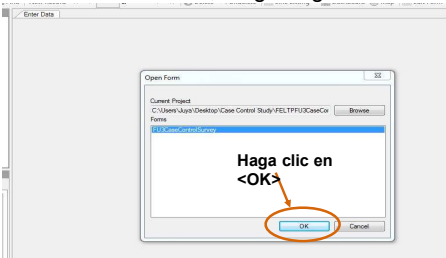 Enter Data
Open Form
Current Project
C:\Users\Juya\Desktop\Case Control Study\FELTPFU3CaseCor
Browse
Forms
FU3CaseControlSurvey
Haga clic en
<OK>
OK
Cancel